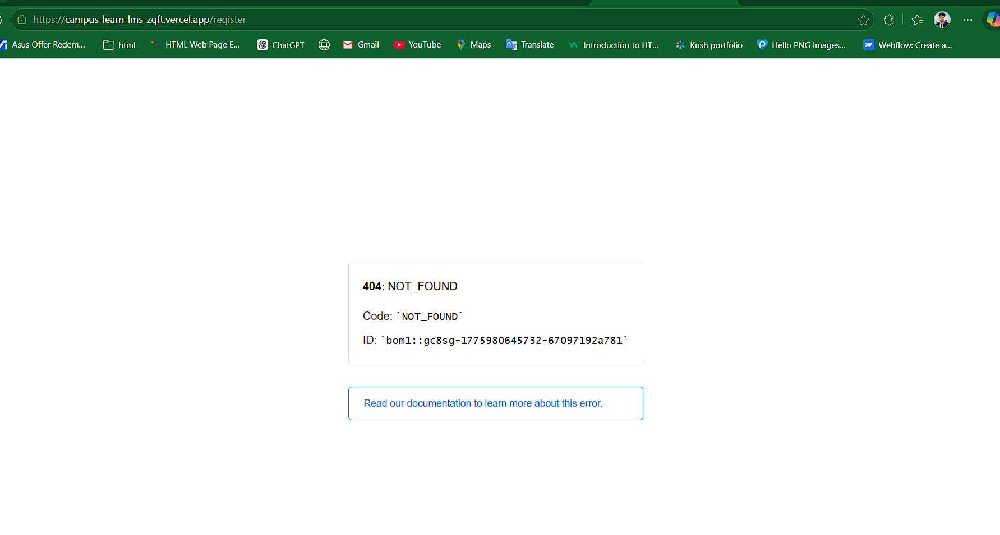 https://campus-learn-lms-zqft.vercel.app/register
Asus Offer Redem... html HTML Web Page E... ChatGPT Gmail YouTube Maps Translate Introduction to HT... Kush portfolio Hello PNG Images... Webflow: Create a...
404: NOT_FOUND
Code: `NOT_FOUND`
ID: `bom1::gc8sg-1775980645732-67097192a781`
Read our documentation to learn more about this error.